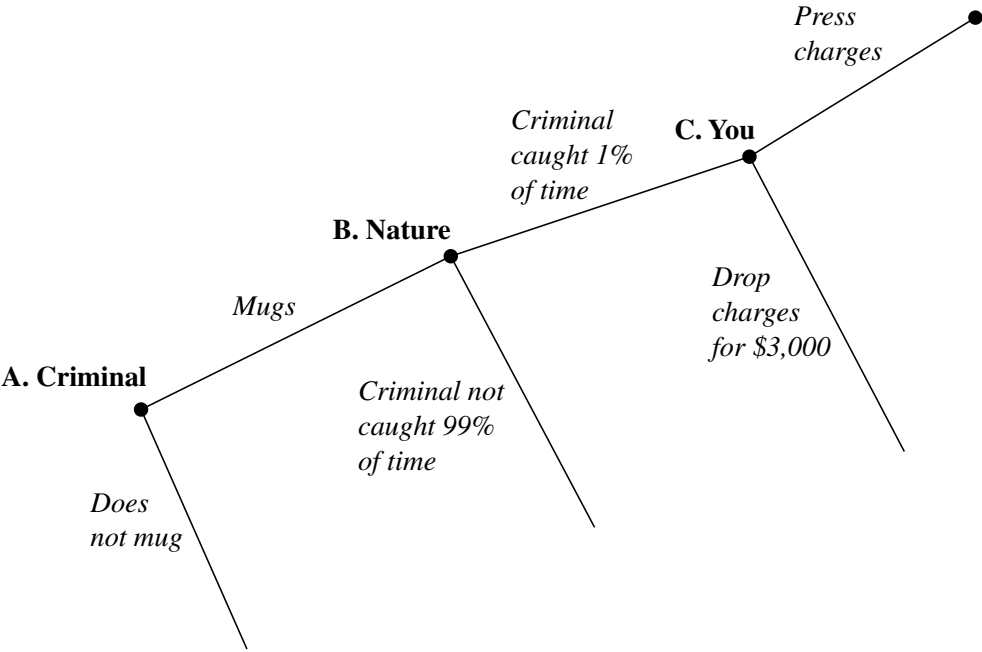 Press
charges
Criminal
caught 1%
of time
C. You
B. Nature
Drop
charges
for $3,000
Mugs
A. Criminal
Criminal not
caught 99%
of time
Does
not mug